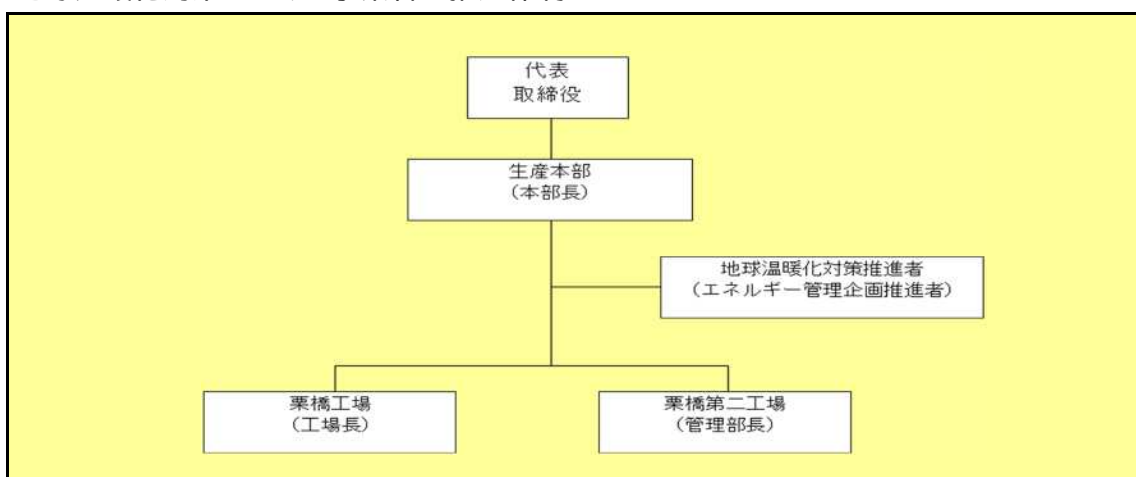 代表
取締役
生産本部
(本部長)
地球温暖化対策推進者
(エネルギー管理企画推進者)
栗橋工場
(工場長)
栗橋第二工場
(管理部長)